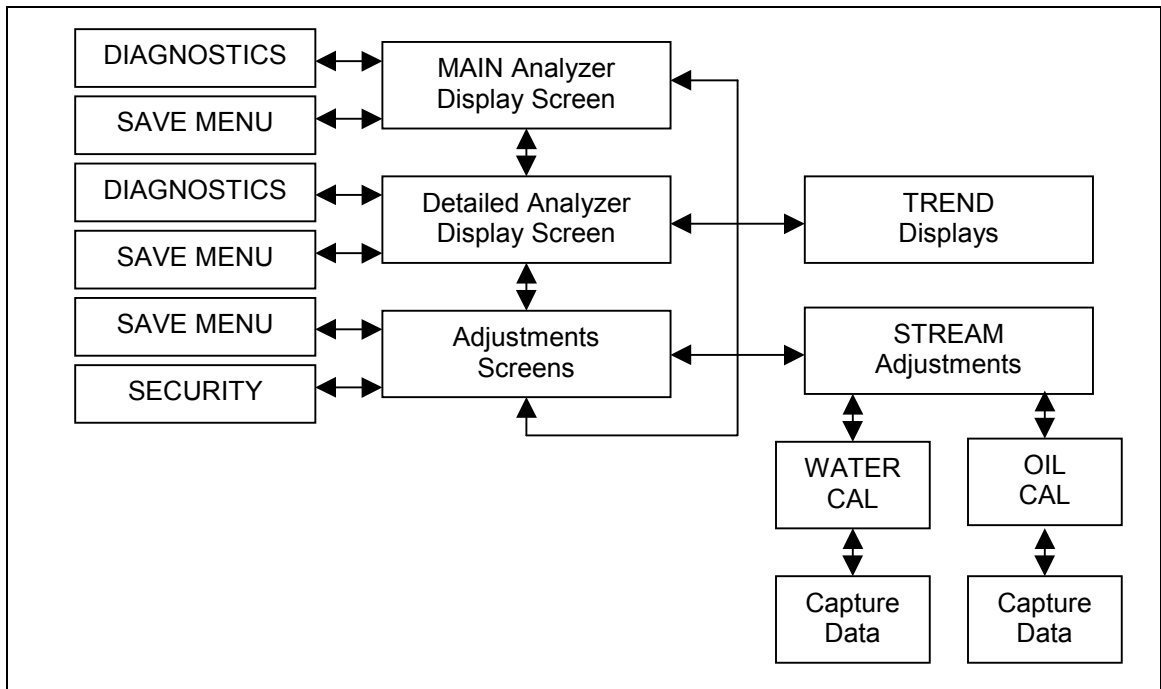 DIAGNOSTICS
SAVE MENU
MAIN Analyzer
Display Screen
DIAGNOSTICS
SAVE MENU
Detailed Analyzer
Display Screen
TREND
Displays
SAVE MENU
SECURITY
Adjustments
Screens
STREAM
Adjustments
WATER
CAL
OIL
CAL
Capture
Data
Capture
Data